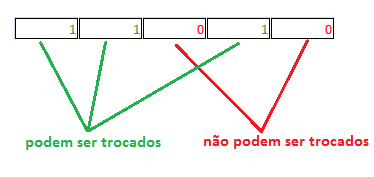 1 1 0 1 0
podem ser trocados não podem ser trocados